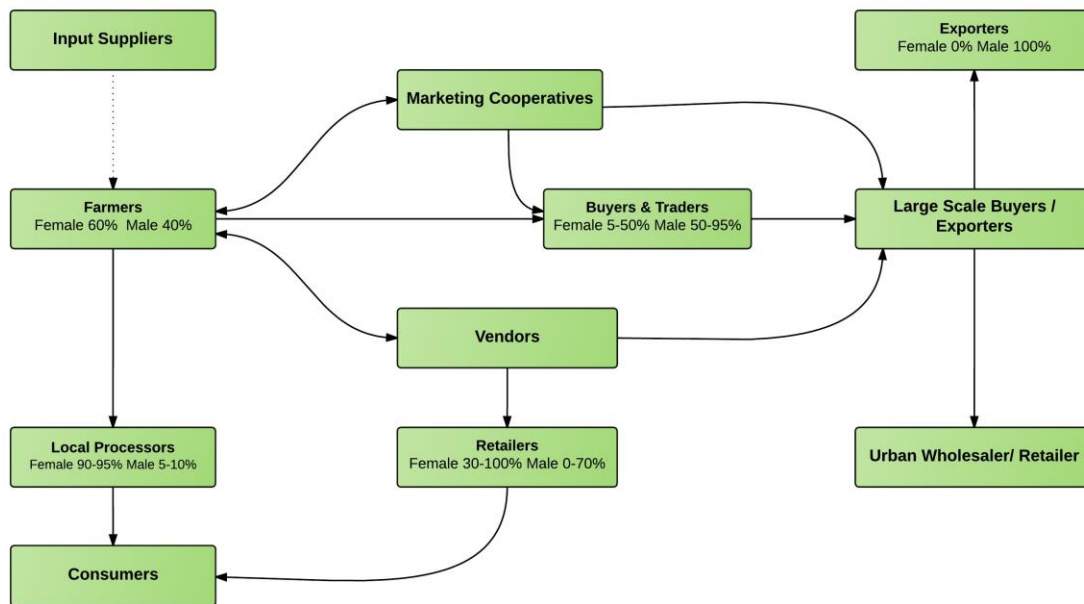 Input Suppliers
Exporters
Female 0% Male 100%
Marketing Cooperatives
Farmers
Female 60%  Male 40%
Buyers & Traders
Female 5-50% Male 50-95%
Large Scale Buyers /
Exporters
Vendors
Local Processors
Female 90-95% Male 5-10%
Retailers
Female 30-100% Male 0-70%
Urban Wholesaler/ Retailer
Consumers